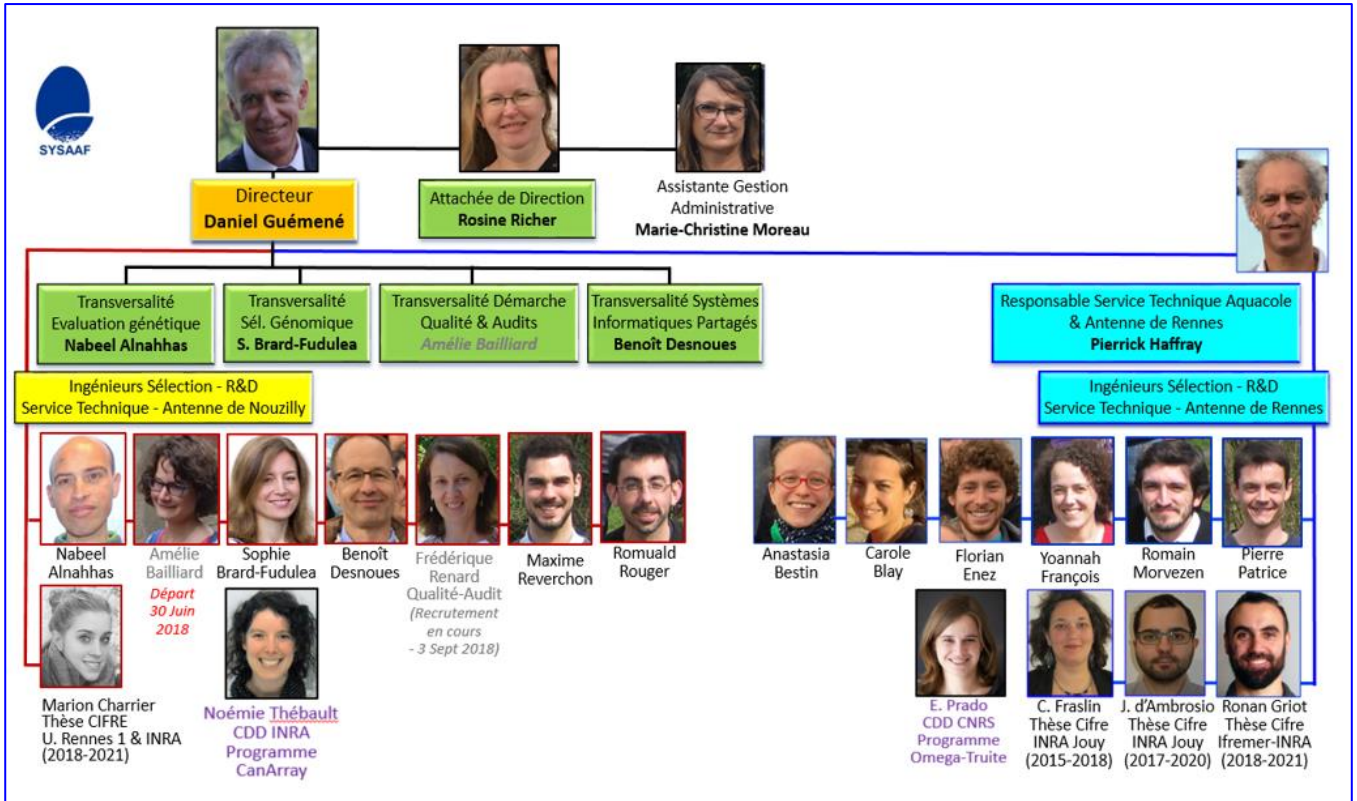 SYSAAF
Directeur
Daniel Guémené
Attachée de Direction
Rosine Richer
Assistante Gestion
Administrative
Marie-Christine Moreau
Transversalité
Evaluation génétique
Nabeel Alnahhas
Transversalité
Sél. Génomique
S. Brard-Fudulea
Transversalité Démarche
Qualité & Audits
Amélie Bailliard
Transversalité Systèmes
Informatiques Partagés
Benoît Desnoues
Responsable Service Technique Aquacole
& Antenne de Rennes
Pierrick Haffray
Ingénieurs Sélection - R&D
Service Technique - Antenne de Nouzilly
Ingénieurs Sélection - R&D
Service Technique - Antenne de Rennes
Nabeel
Alnahhas
Amélie
Bailliard
Départ
30 Juin
2018
Sophie
Brard-Fudulea
Benoît
Desnoues
Frédérique
Renard
Qualité-Audit
(Recrutement
en cours
- 3 Sept 2018)
Maxime
Reverchon
Romuald
Rouger
Anastasia
Bestin
Carole
Blay
Florian
Enez
Yoannah
François
Romain
Morvezen
Pierre
Patrice
Marion Charrier
Thèse CIFRE
U. Rennes 1 & INRA
(2018-2021)
Noémie Thébault
CDD INRA
Programme
CanArray
E. Prado
CDD CNRS
Programme
Omega-Truite
C. Fraslin
Thèse Cifre
INRA Jouy
(2015-2018)
J. d'Ambrosio
Thèse Cifre
INRA Jouy
(2017-2020)
Ronan Griot
Thèse Cifre
Ifremer-INRA
(2018-2021)